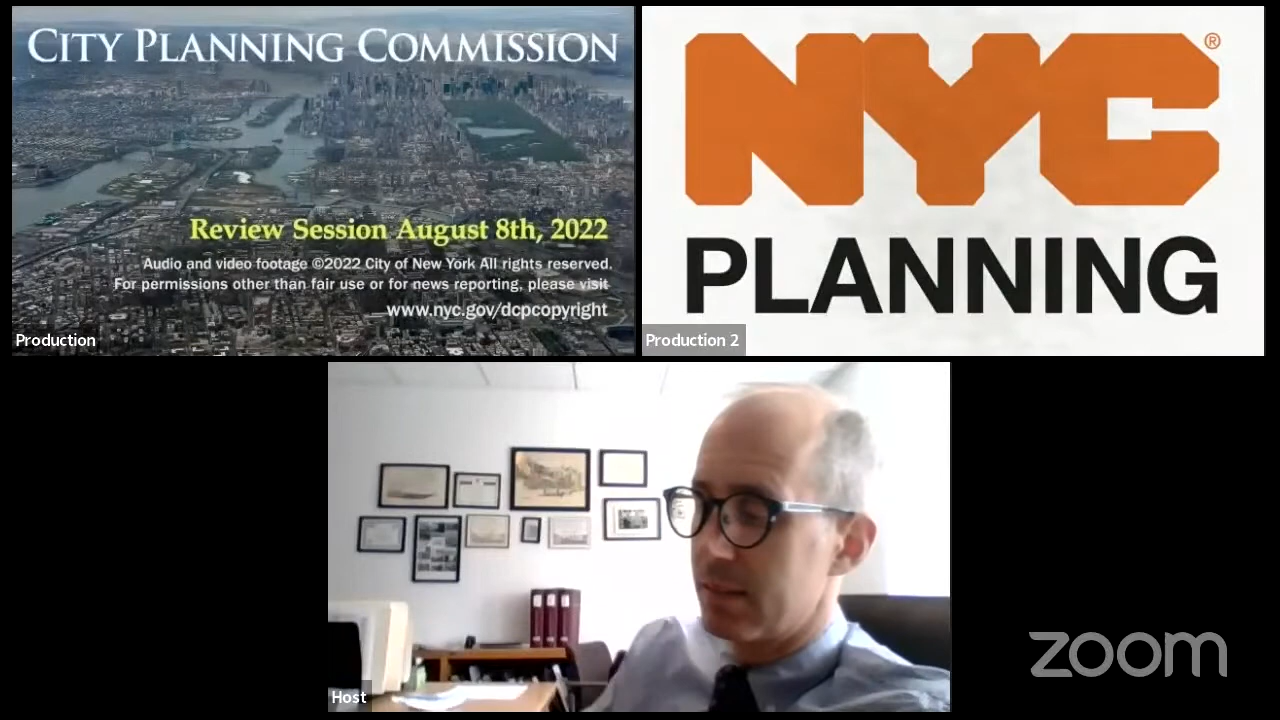 CITY PLANNING COMMISSION
Review Session August 8th, 2022
Audio and video footage ©2022 City of New York All rights reserved.
For permissions other than fair use or for news reporting, please visit
www.nyc.gov/dcpcopyright
Production
NYC®
PLANNING
Production 2
Host
zoom